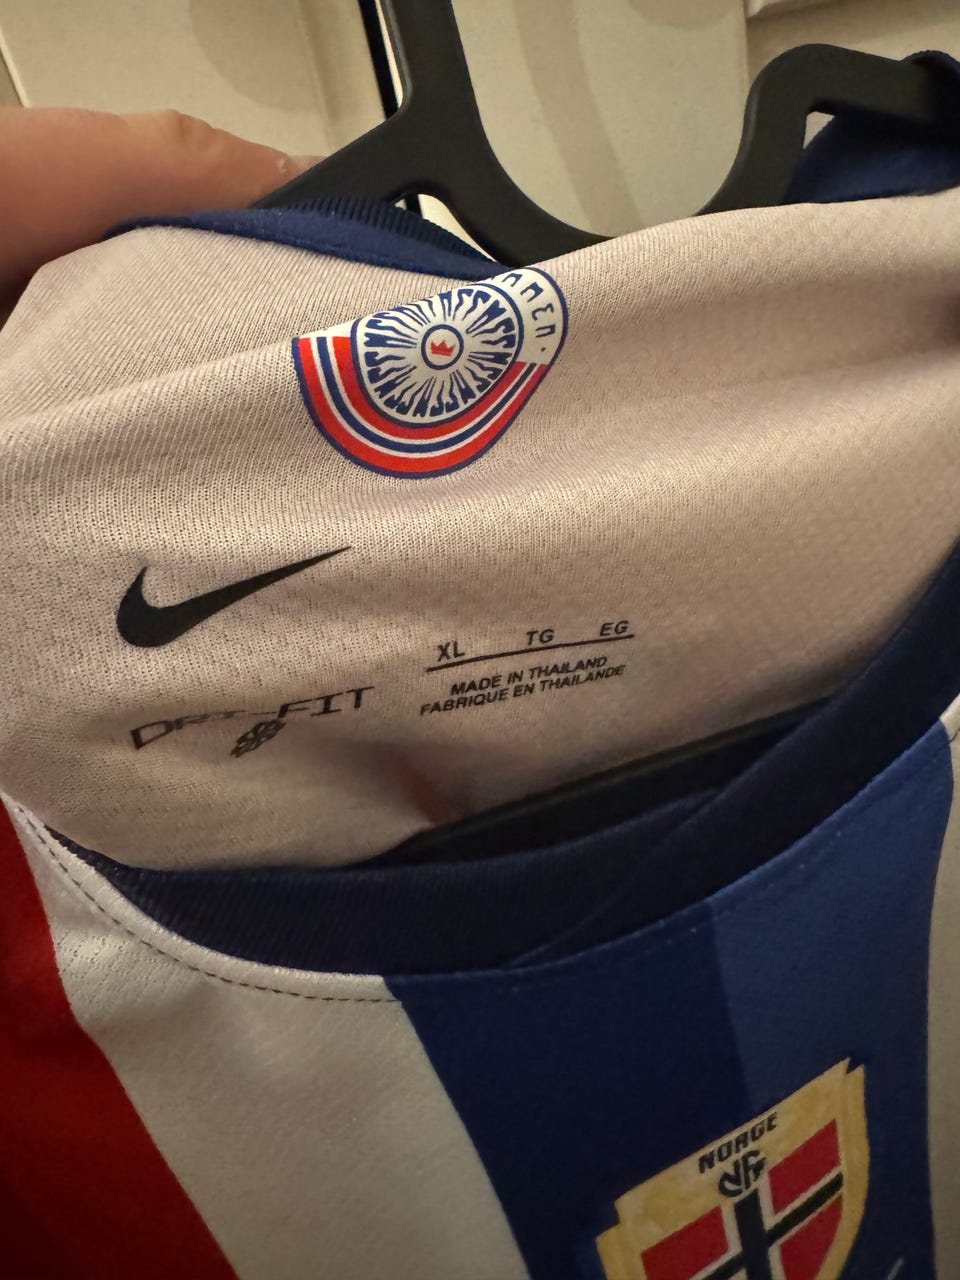 XL TG EG
MADE IN THAILAND
FABRIQUE EN THAILANDE
DRI-FIT
NORGE